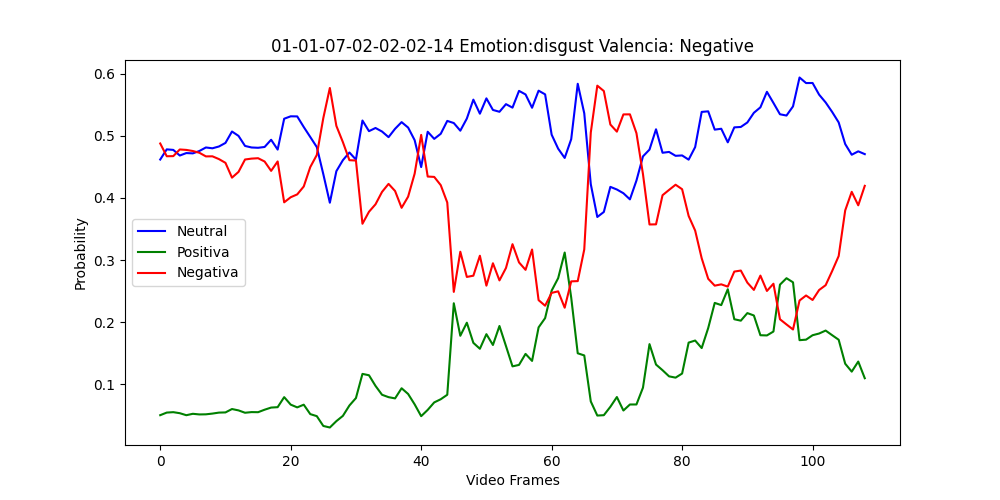 01-01-07-02-02-02-14 Emotion:disgust Valencia: Negative
0.6
0.5
0.4
0.3
0.2
0.1
Probability
Neutral
Positiva
Negativa
0 20 40 60 80 100
Video Frames